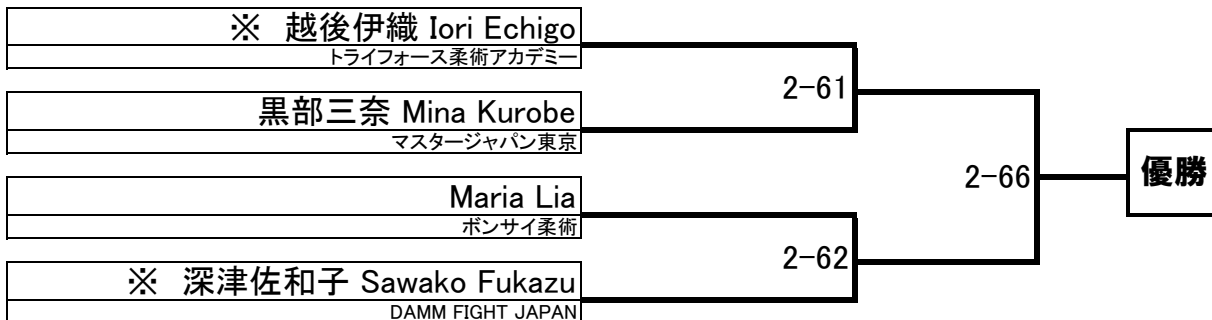 ※ 越後伊織 Iori Echigo
トライフォース柔術アカデミー
2-61
黒部三奈 Mina Kurobe
マスタージャパン東京
2-66
優勝
Maria Lia
ボンサイ柔術
2-62
※ 深津佐和子 Sawako Fukazu
DAMM FIGHT JAPAN